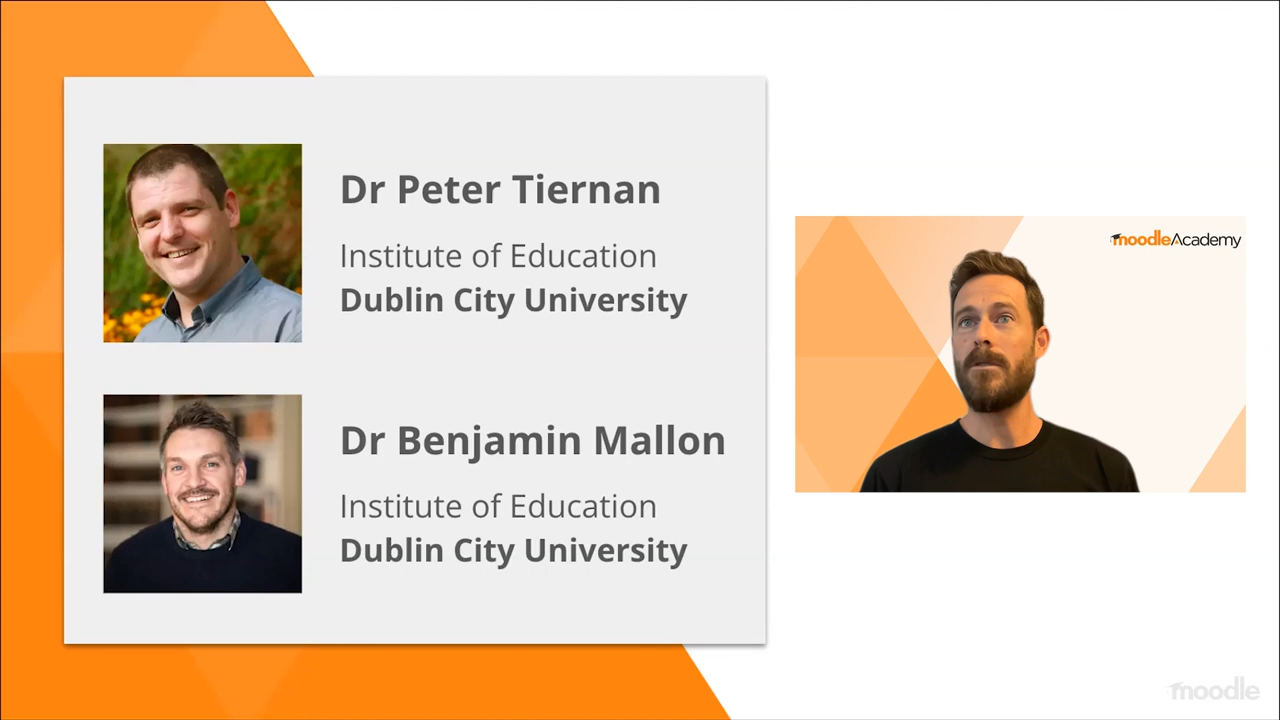 Dr Peter Tiernan
Institute of Education
Dublin City University
Dr Benjamin Mallon
Institute of Education
Dublin City University
moodleAcademy
moodle